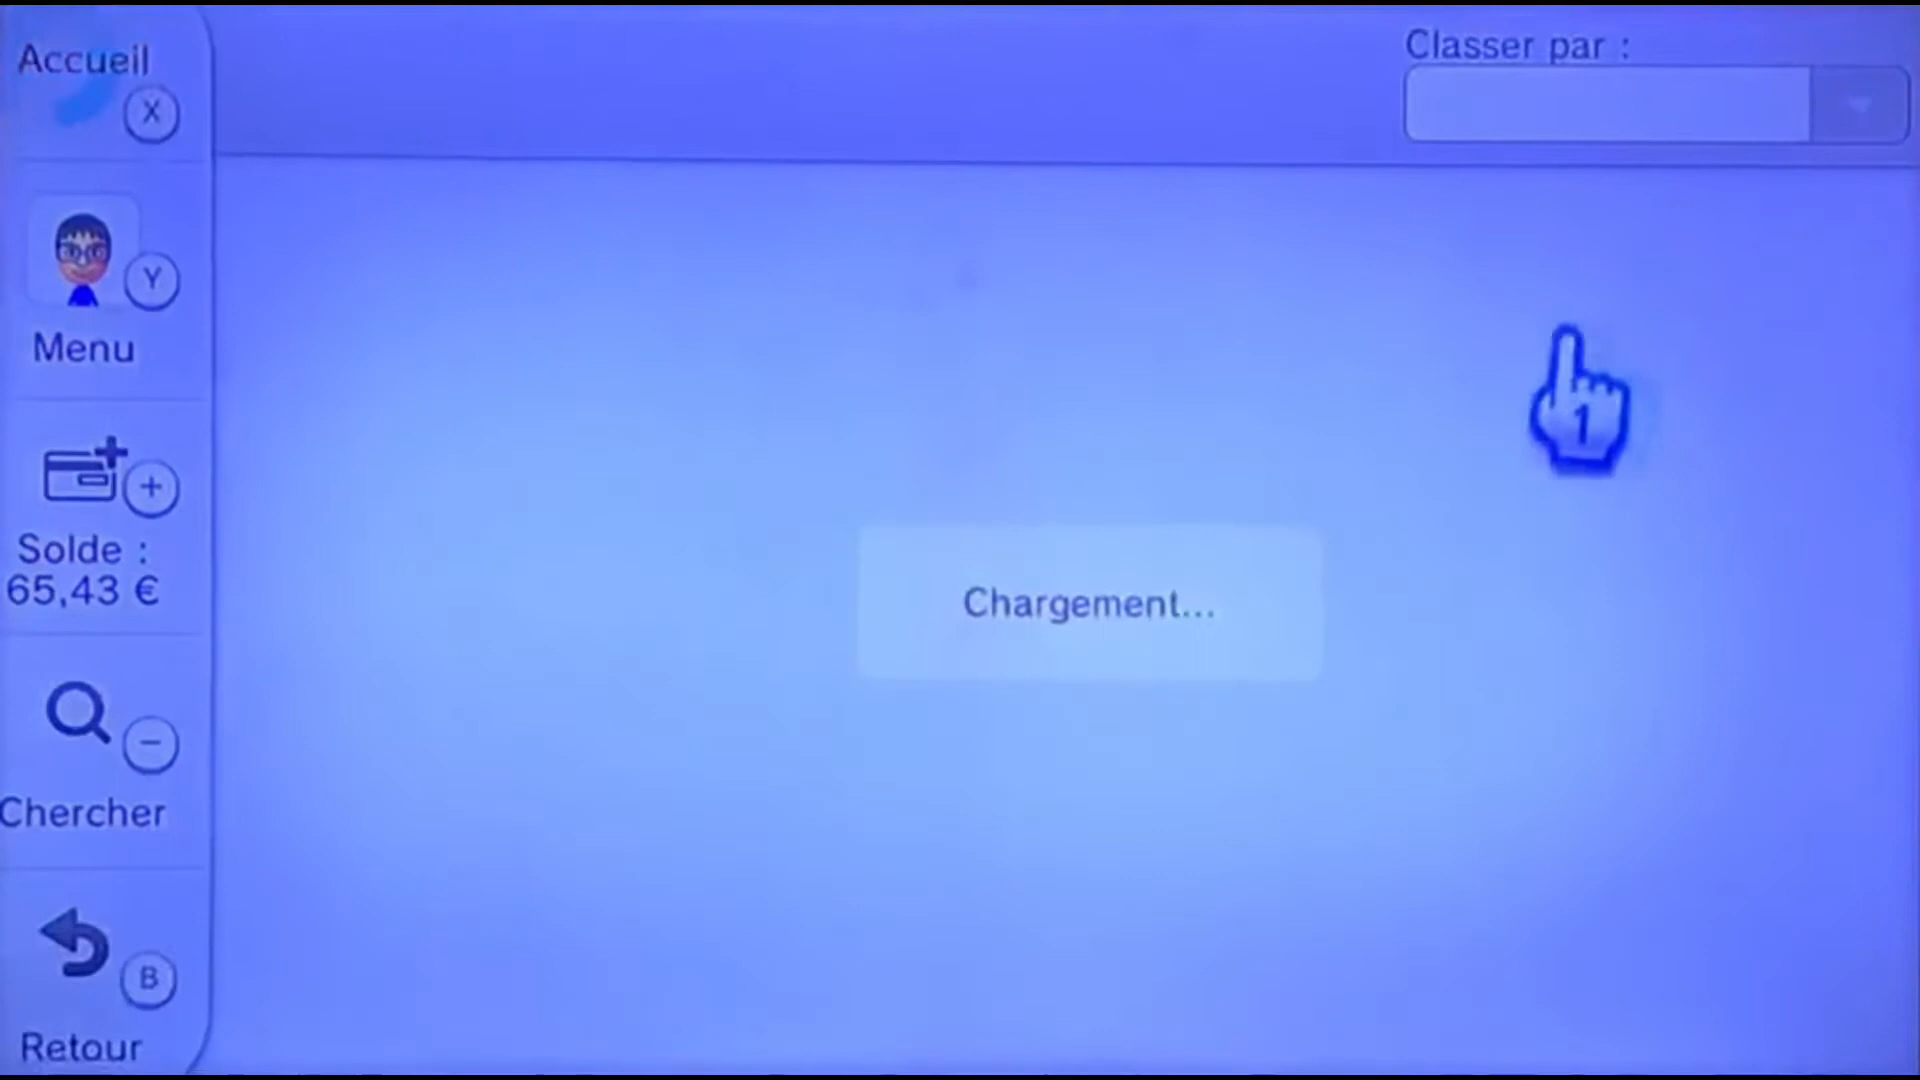 Accueil
X
Classer par :
Y
Menu
1
+
Solde :
65,43 €
Chargement...
−
Chercher
B
Retour